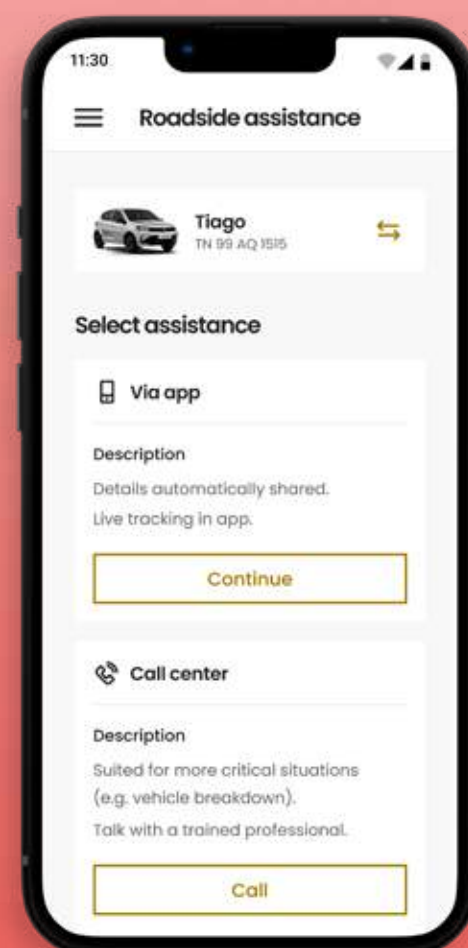 11:30
Roadside assistance
Tiago
TN 99 AQ 1515
Select assistance
Via app
Description
Details automatically shared.
Live tracking in app.
Continue
Call center
Description
Suited for more critical situations
(e.g. vehicle breakdown).
Talk with a trained professional.
Call